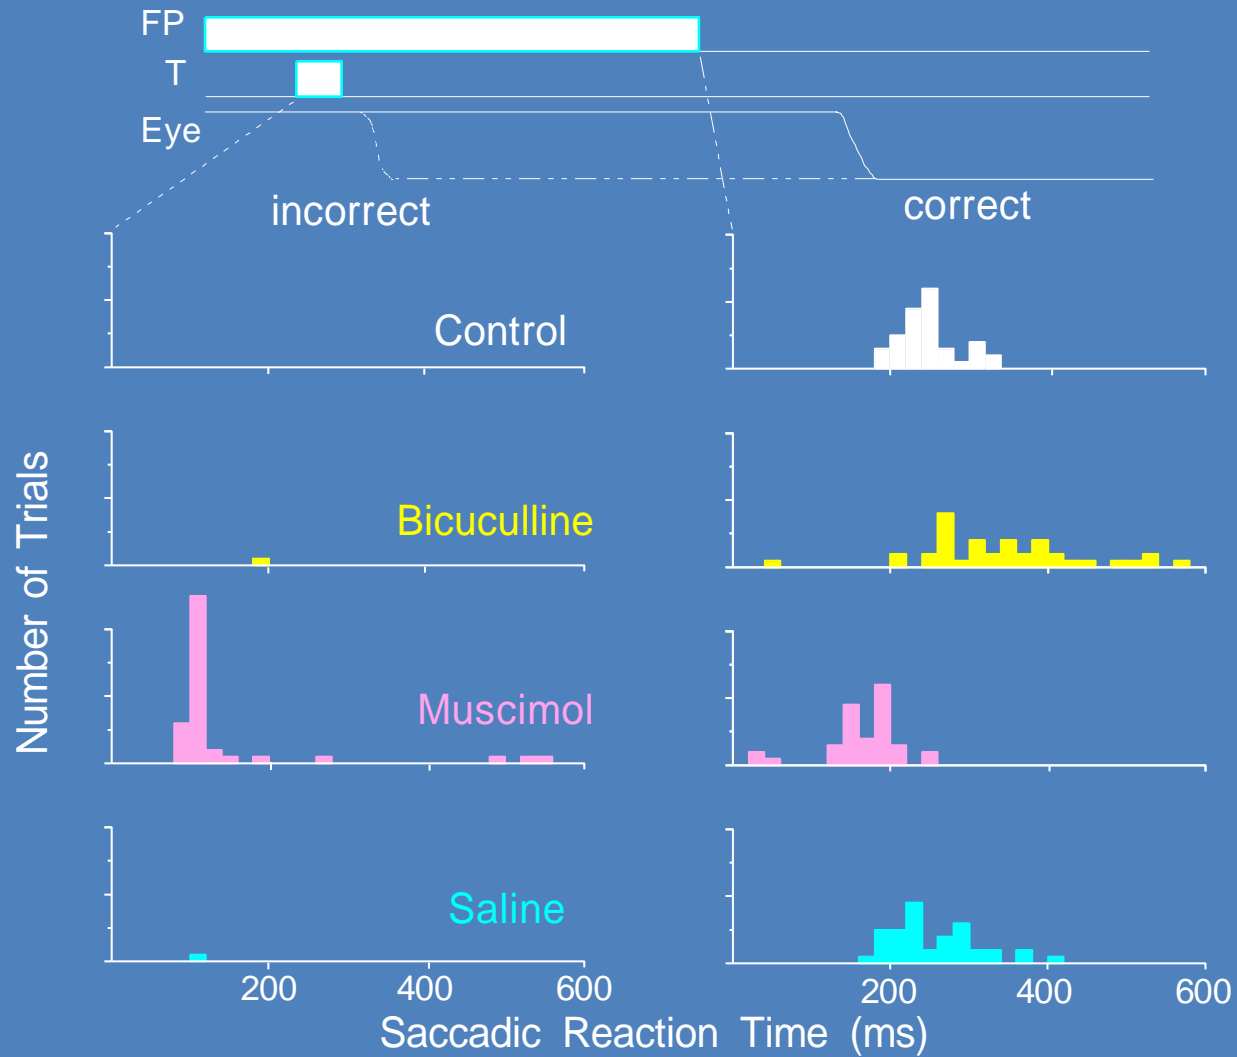 FP
T
Eye
incorrect
correct
Control
Bicuculline
Muscimol
Saline
Number of Trials
200 400 600
200 400 600
Saccadic Reaction Time (ms)